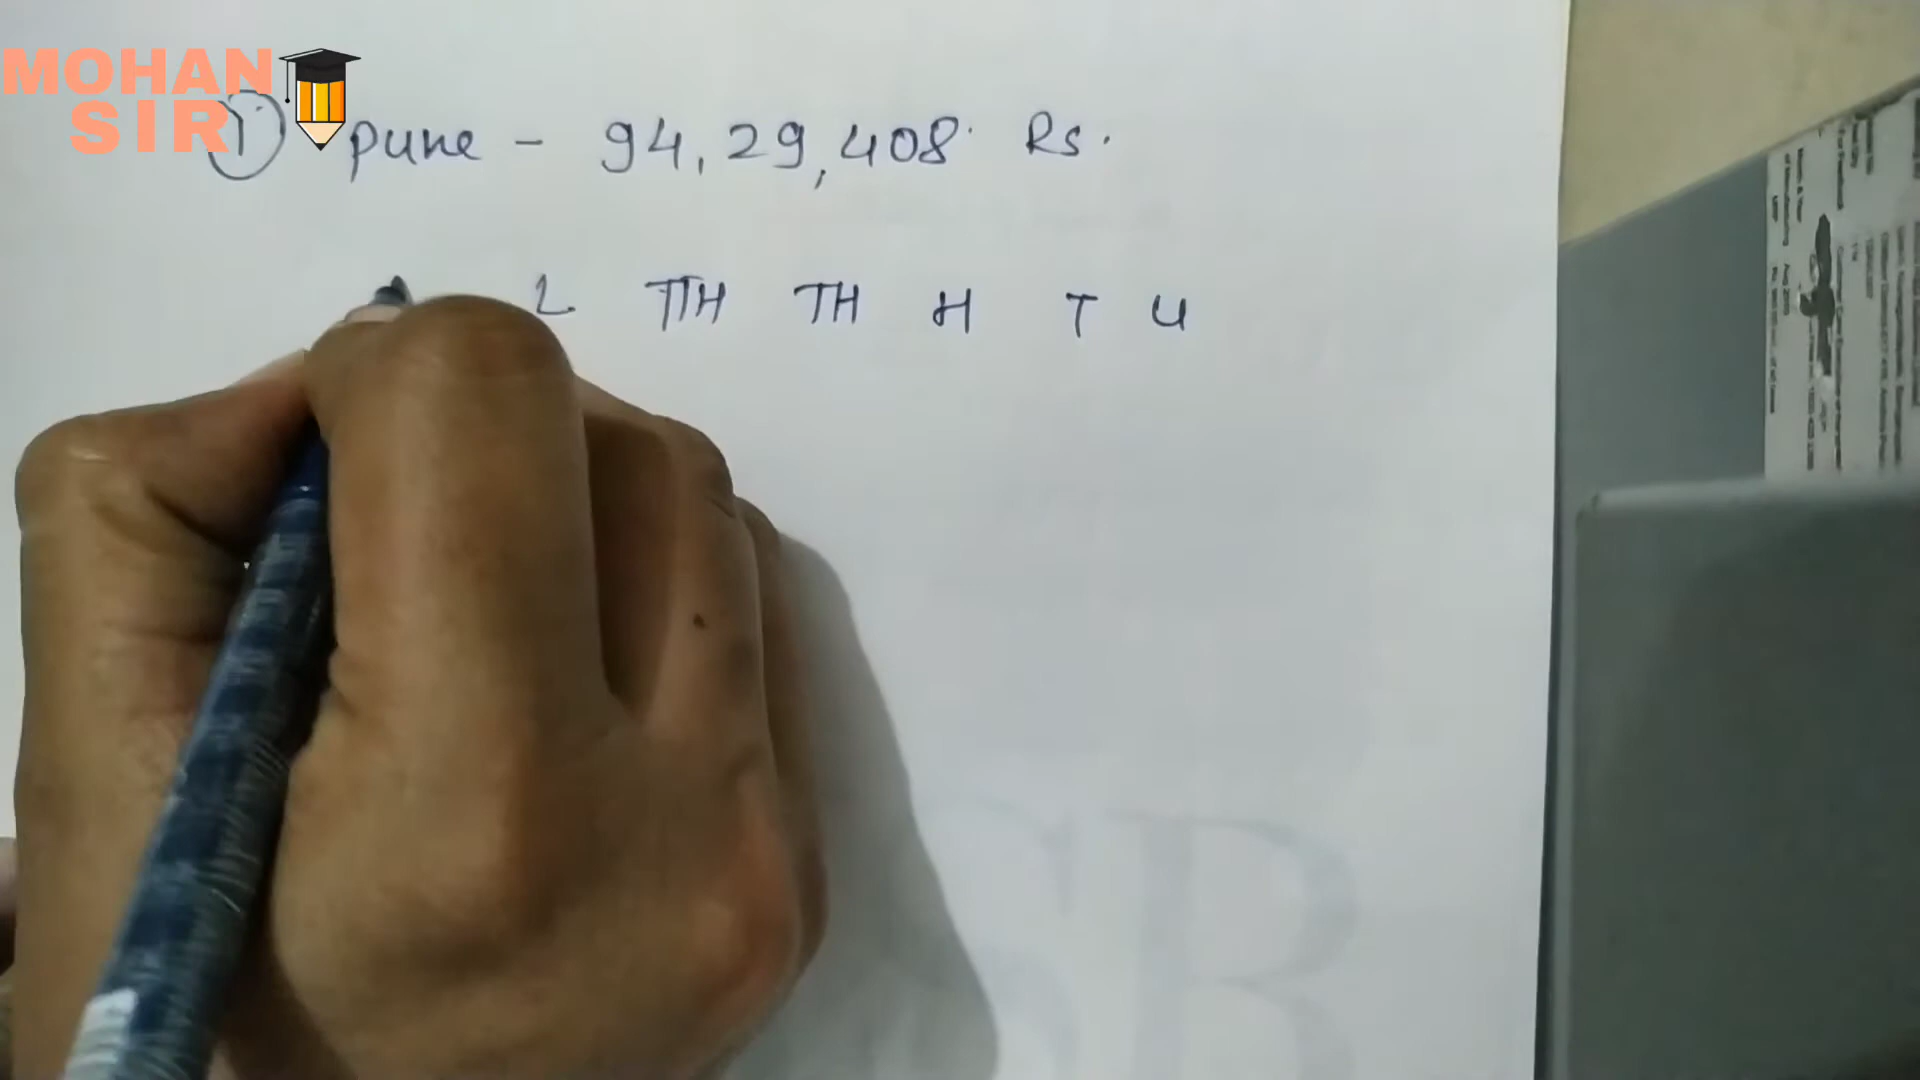 MOHAN
SIR
① pune - 94,29,408 Rs.
L TTH TH H T U